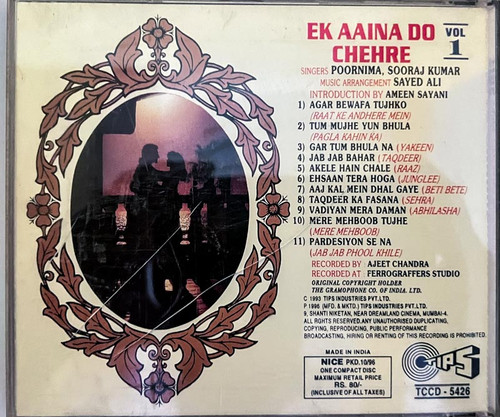 EK AAINA DO VOL
CHEHRE 1
SINGERS POORNIMA, SOORAJ KUMAR
MUSIC ARRANGEMENT SAYED ALI
INTRODUCTION BY AMEEN SAYANI
1) AGAR BEWAFA TUJHKO
(RAAT KE ANDHERE MEIN)
2) TUM MUJHE YUN BHULA
(PAGLA KAHIN KA)
3) GAR TUM BHULA NA (YAKEEN)
4) JAB JAB BAHAR (TAQDEER)
5) AKELE HAIN CHALE (RAAZ)
6) EHSAAN TERA HOGA (JUNGLEE)
7) AAJ KAL MEIN DHAL GAYE (BETI BETE)
8) TAQDEER KA FASANA (SEHRA)
9) VADIYAN MERA DAMAN (ABHILASHA)
10) MERE MEHBOOB TUJHE
(MERE MEHBOOB)
11) PARDESIYON SE NA
(JAB JAB PHOOL KHILE)
RECORDED BY AJEET CHANDRA
RECORDED AT FERROGRAFFERS STUDIO
ORIGINAL COPYRIGHT HOLDER
THE GRAMOPHONE CO. OF INDIA. LTD.
C 1993 TIPS INDUSTRIES PVT.LTD.
P 1996 (MFD. & MKTD.) TIPS INDUSTRIES PVT.LTD.
9, SHANTI NIKETAN, NEAR DREAMLAND CINEMA, MUMBAI-4.
ALL RIGHTS RESERVED.ANY UNAUTHORISED DUPLICATING,
COPYING, REPRODUCING, PUBLIC PERFORMANCE
BROADCASTING, HIRING OR RENTING OF THIS RECORDING IS PROHIBITED.
MADE IN INDIA
NICE PKD.10/96
ONE COMPACT DISC
MAXIMUM RETAIL PRICE
RS. 80/-
(INCLUSIVE OF ALL TAXES)
TIPS
TCCD - 5426